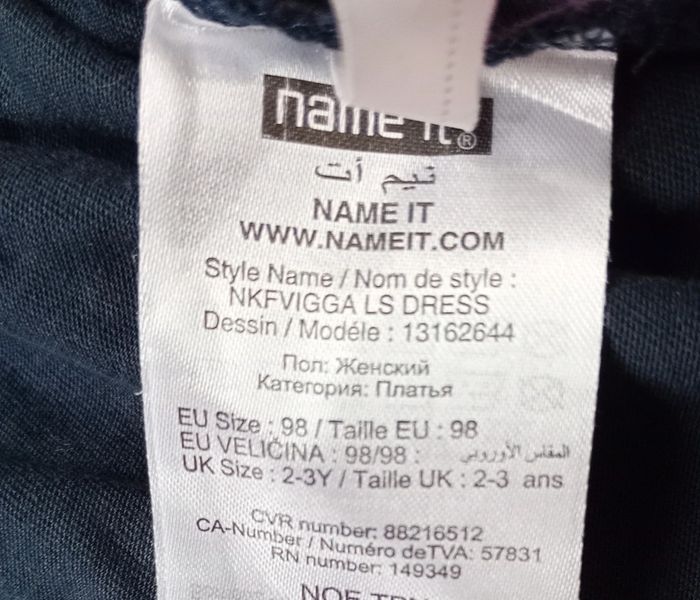 name it®
نيم أت
NAME IT
WWW.NAMEIT.COM
Style Name / Nom de style :
NKFVIGGA LS DRESS
Dessin / Modéle : 13162644
Пол: Женский
Категория: Платья
EU Size : 98 / Taille EU : 98
EU VELIČINA : 98/98 : المقاس الأوروبي
UK Size : 2-3Y / Taille UK : 2-3 ans
CVR number: 88216512
CA-Number / Numéro deTVA: 57831
RN number: 149349